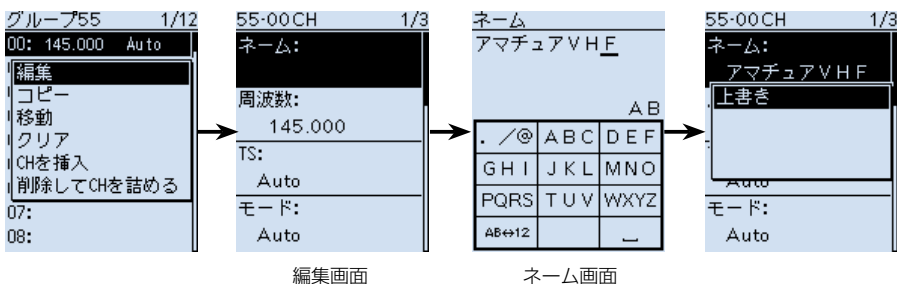 グループ55 1/12
00: 145.000 Auto
編集
コピー
移動
クリア
CHを挿入
削除してCHを詰める
07:
08:
55-00CH 1/3
ネーム:
周波数:
145.000
TS:
Auto
モード:
Auto
編集画面
ネーム
アマチュアVHF
AB
. /@ ABC DEF
GHI JKL MNO
PQRS TUV WXYZ
AB↔12 ⎵
ネーム画面
55-00CH 1/3
ネーム:
アマチュアVHF
上書き
Auto
モード:
Auto